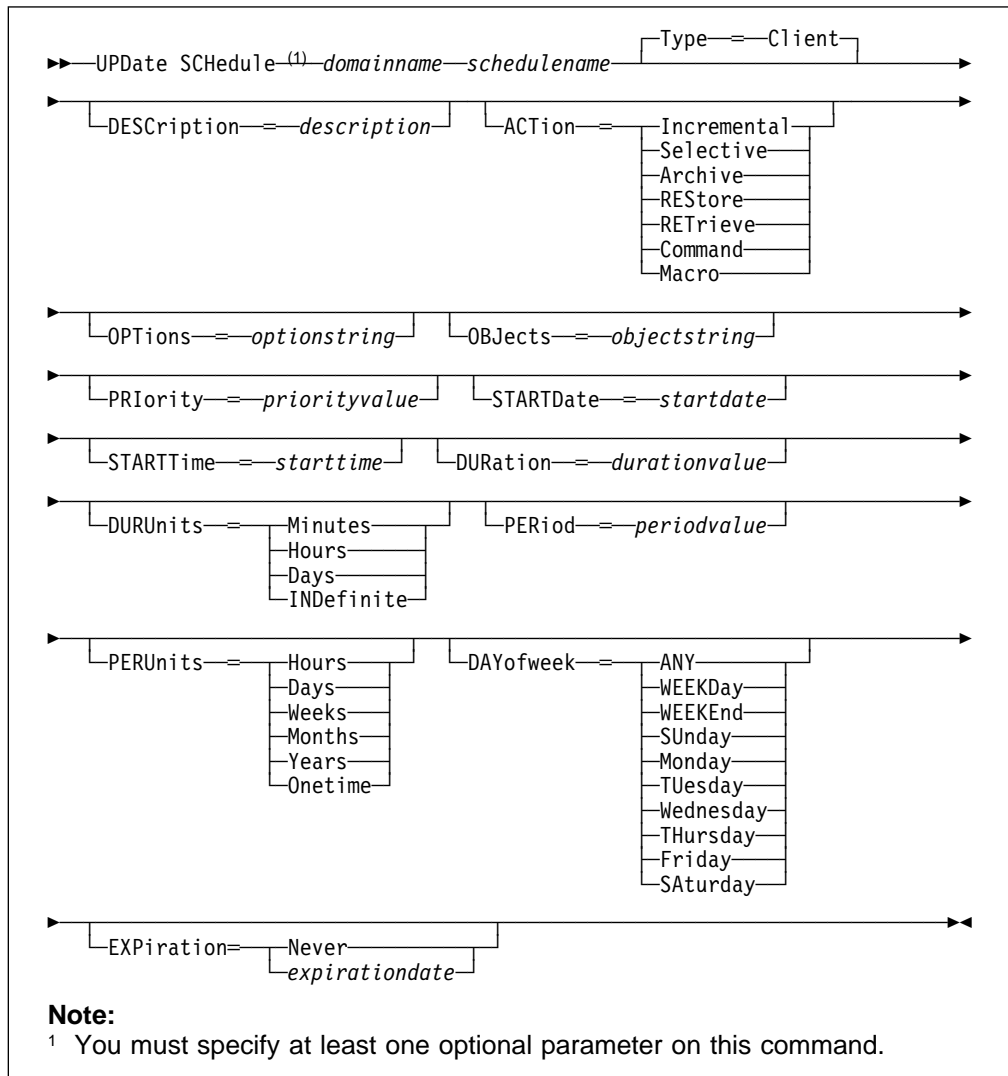 Type = Client
UPDate SCHedule (1) domainname schedulename
DESCription = description ACTion = Incremental
Selective
Archive
REStore
RETrieve
Command
Macro
OPTions = optionstring OBJects = objectstring
PRIority = priorityvalue STARTDate = startdate
STARTTime = starttime DURation = durationvalue
DURUnits = Minutes PERiod = periodvalue
Hours
Days
INDefinite
PERUnits = Hours DAYofweek = ANY
Days WEEKDay
Weeks WEEKEnd
Months SUnday
Years Monday
Onetime TUesday
Wednesday
THursday
Friday
SAturday
EXPiration= Never
expirationdate
Note:
1 You must specify at least one optional parameter on this command.